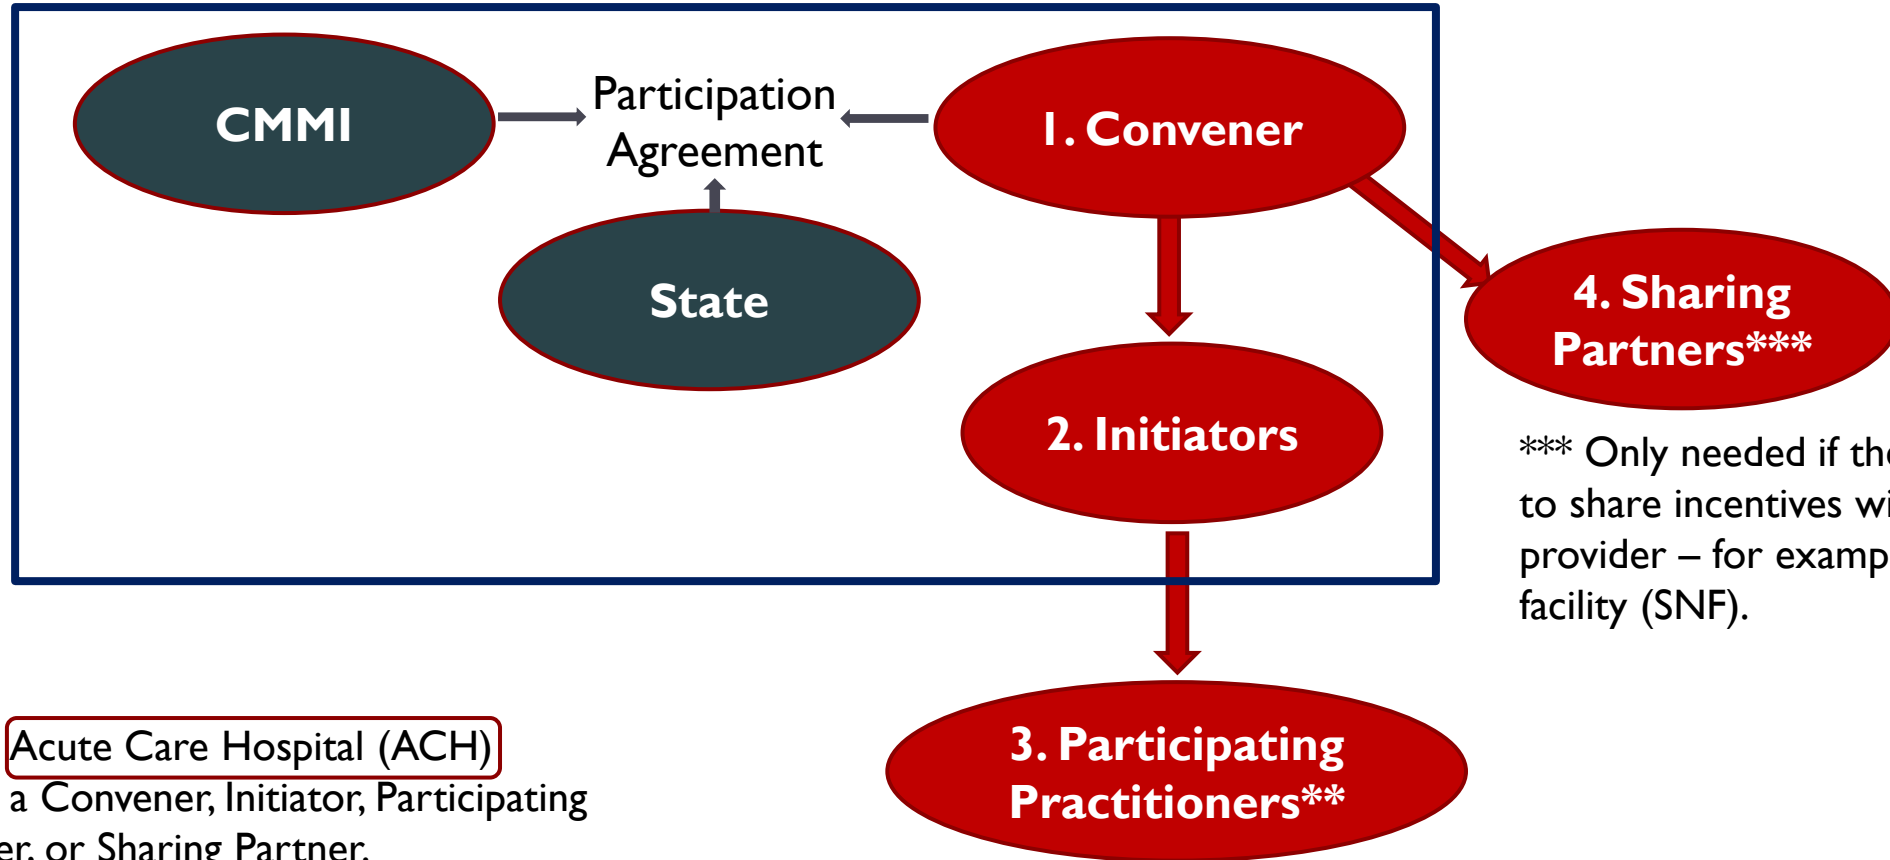 CMMI
Participation
Agreement
1. Convener
State
4. Sharing
Partners***
2. Initiators
*** Only needed if the
to share incentives wi
provider – for examp
facility (SNF).
3. Participating
Practitioners**
Acute Care Hospital (ACH)
a Convener, Initiator, Participating
er, or Sharing Partner.